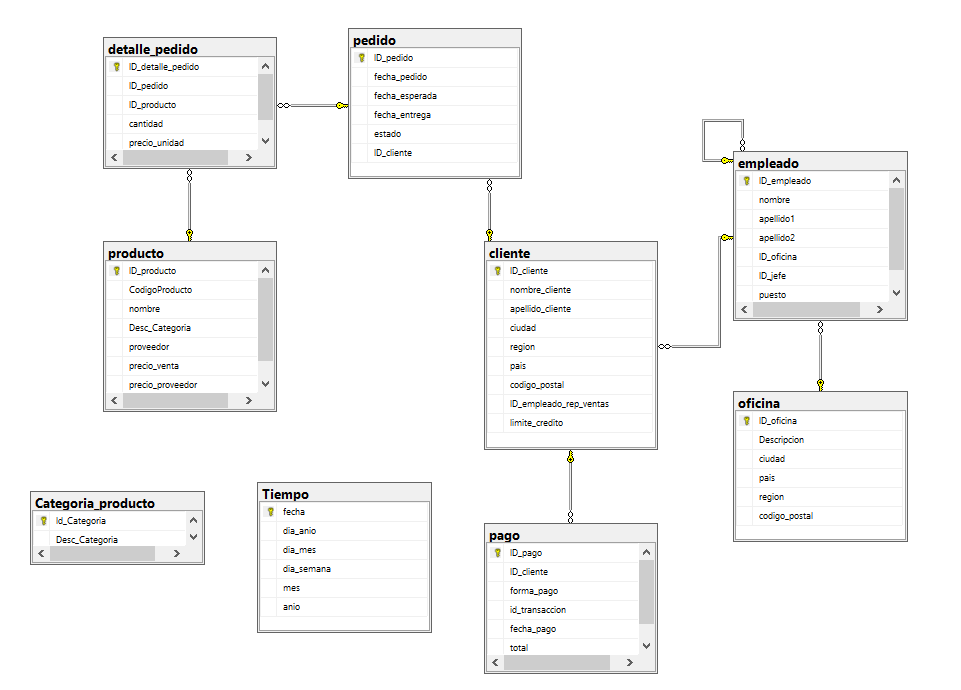 detalle_pedido
ID_detalle_pedido
ID_pedido
ID_producto
cantidad
precio_unidad
pedido
ID_pedido
fecha_pedido
fecha_esperada
fecha_entrega
estado
ID_cliente
empleado
ID_empleado
nombre
apellido1
apellido2
ID_oficina
ID_jefe
puesto
producto
ID_producto
CodigoProducto
nombre
Desc_Categoria
proveedor
precio_venta
precio_proveedor
cliente
ID_cliente
nombre_cliente
apellido_cliente
ciudad
region
pais
codigo_postal
ID_empleado_rep_ventas
limite_credito
oficina
ID_oficina
Descripcion
ciudad
pais
region
codigo_postal
Categoria_producto
Id_Categoria
Desc_Categoria
Tiempo
fecha
dia_anio
dia_mes
dia_semana
mes
anio
pago
ID_pago
ID_cliente
forma_pago
id_transaccion
fecha_pago
total